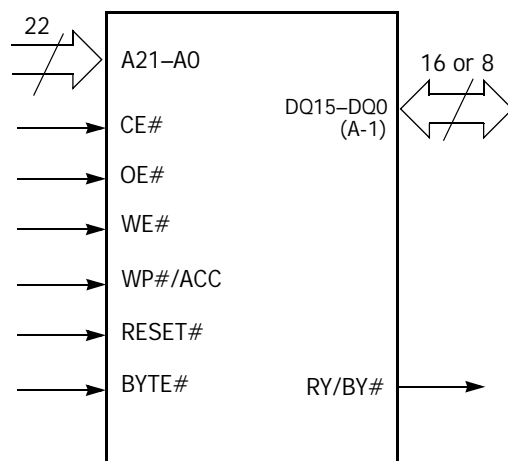 22
A21–A0
16 or 8
DQ15–DQ0
(A-1)
CE#
OE#
WE#
WP#/ACC
RESET#
BYTE#
RY/BY#